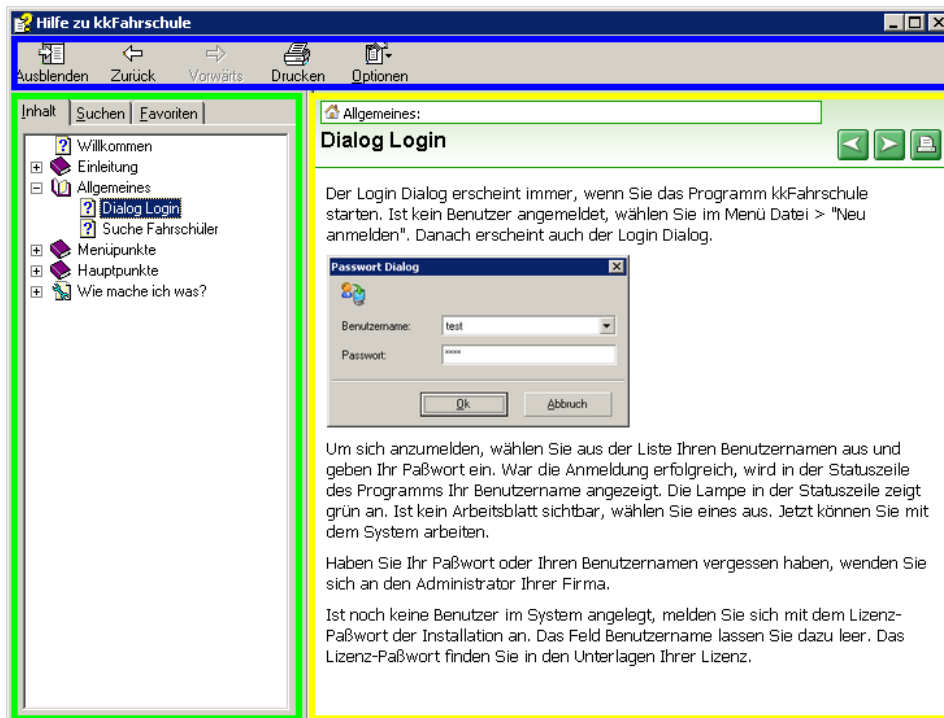 Hilfe zu kkFahrschule
Ausblenden Zurück Vorwärts Drucken Optionen
Inhalt Suchen Favoriten
Willkommen
Einleitung
Allgemeines
Dialog Login
Suche Fahrschüler
Menüpunkte
Hauptpunkte
Wie mache ich was?
Allgemeines:
Dialog Login
Der Login Dialog erscheint immer, wenn Sie das Programm kkFahrschule
starten. Ist kein Benutzer angemeldet, wählen Sie im Menü Datei > "Neu
anmelden". Danach erscheint auch der Login Dialog.
Passwort Dialog
Benutzername: test
Passwort: ****
Ok Abbruch
Um sich anzumelden, wählen Sie aus der Liste Ihren Benutzernamen aus und
geben Ihr Paßwort ein. War die Anmeldung erfolgreich, wird in der Statuszeile
des Programms Ihr Benutzername angezeigt. Die Lampe in der Statuszeile zeigt
grün an. Ist kein Arbeitsblatt sichtbar, wählen Sie eines aus. Jetzt können Sie mit
dem System arbeiten.
Haben Sie Ihr Paßwort oder Ihren Benutzernamen vergessen haben, wenden Sie
sich an den Administrator Ihrer Firma.
Ist noch keine Benutzer im System angelegt, melden Sie sich mit dem Lizenz-
Paßwort der Installation an. Das Feld Benutzername lassen Sie dazu leer. Das
Lizenz-Paßwort finden Sie in den Unterlagen Ihrer Lizenz.